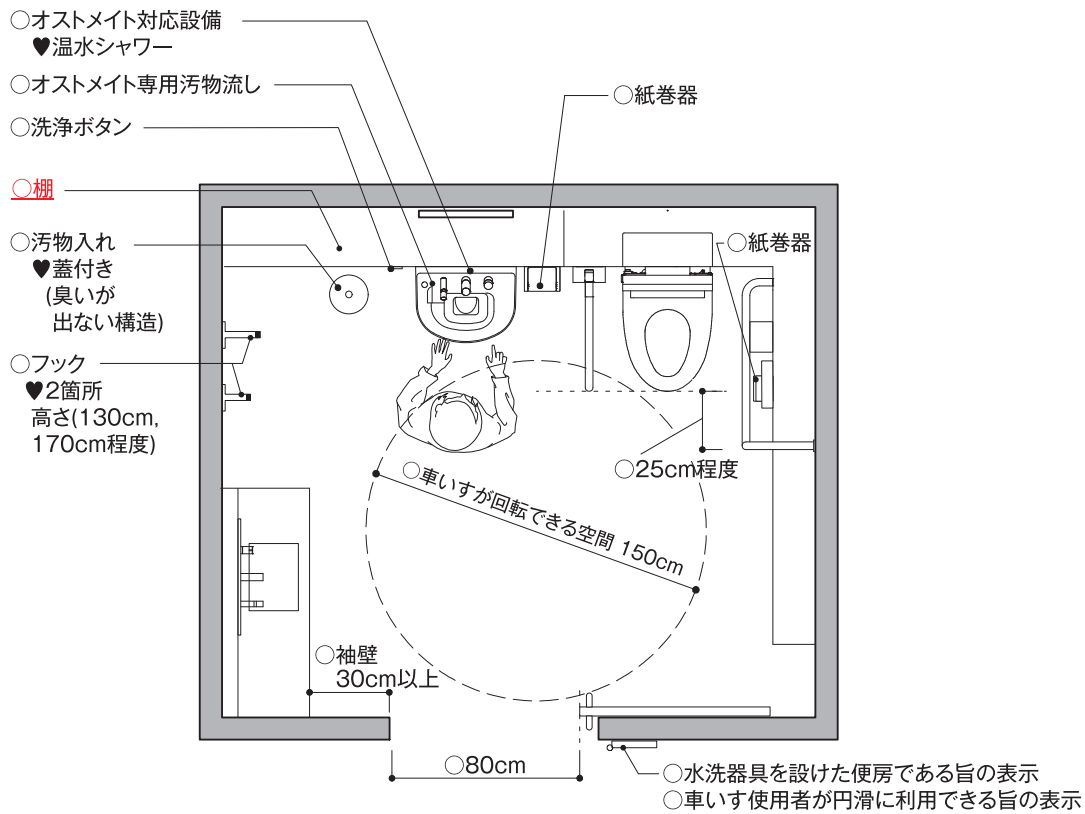 ○オストメイト対応設備
♥温水シャワー
○オストメイト専用汚物流し
○洗浄ボタン
○棚
○汚物入れ
♥蓋付き
(臭いが
出ない構造)
○フック
♥2箇所
高さ(130cm,
170cm程度)
○紙巻器
○紙巻器
○25cm程度
○車いすが回転できる空間 150cm
○袖壁
30cm以上
○80cm
○水洗器具を設けた便房である旨の表示
○車いす使用者が円滑に利用できる旨の表示